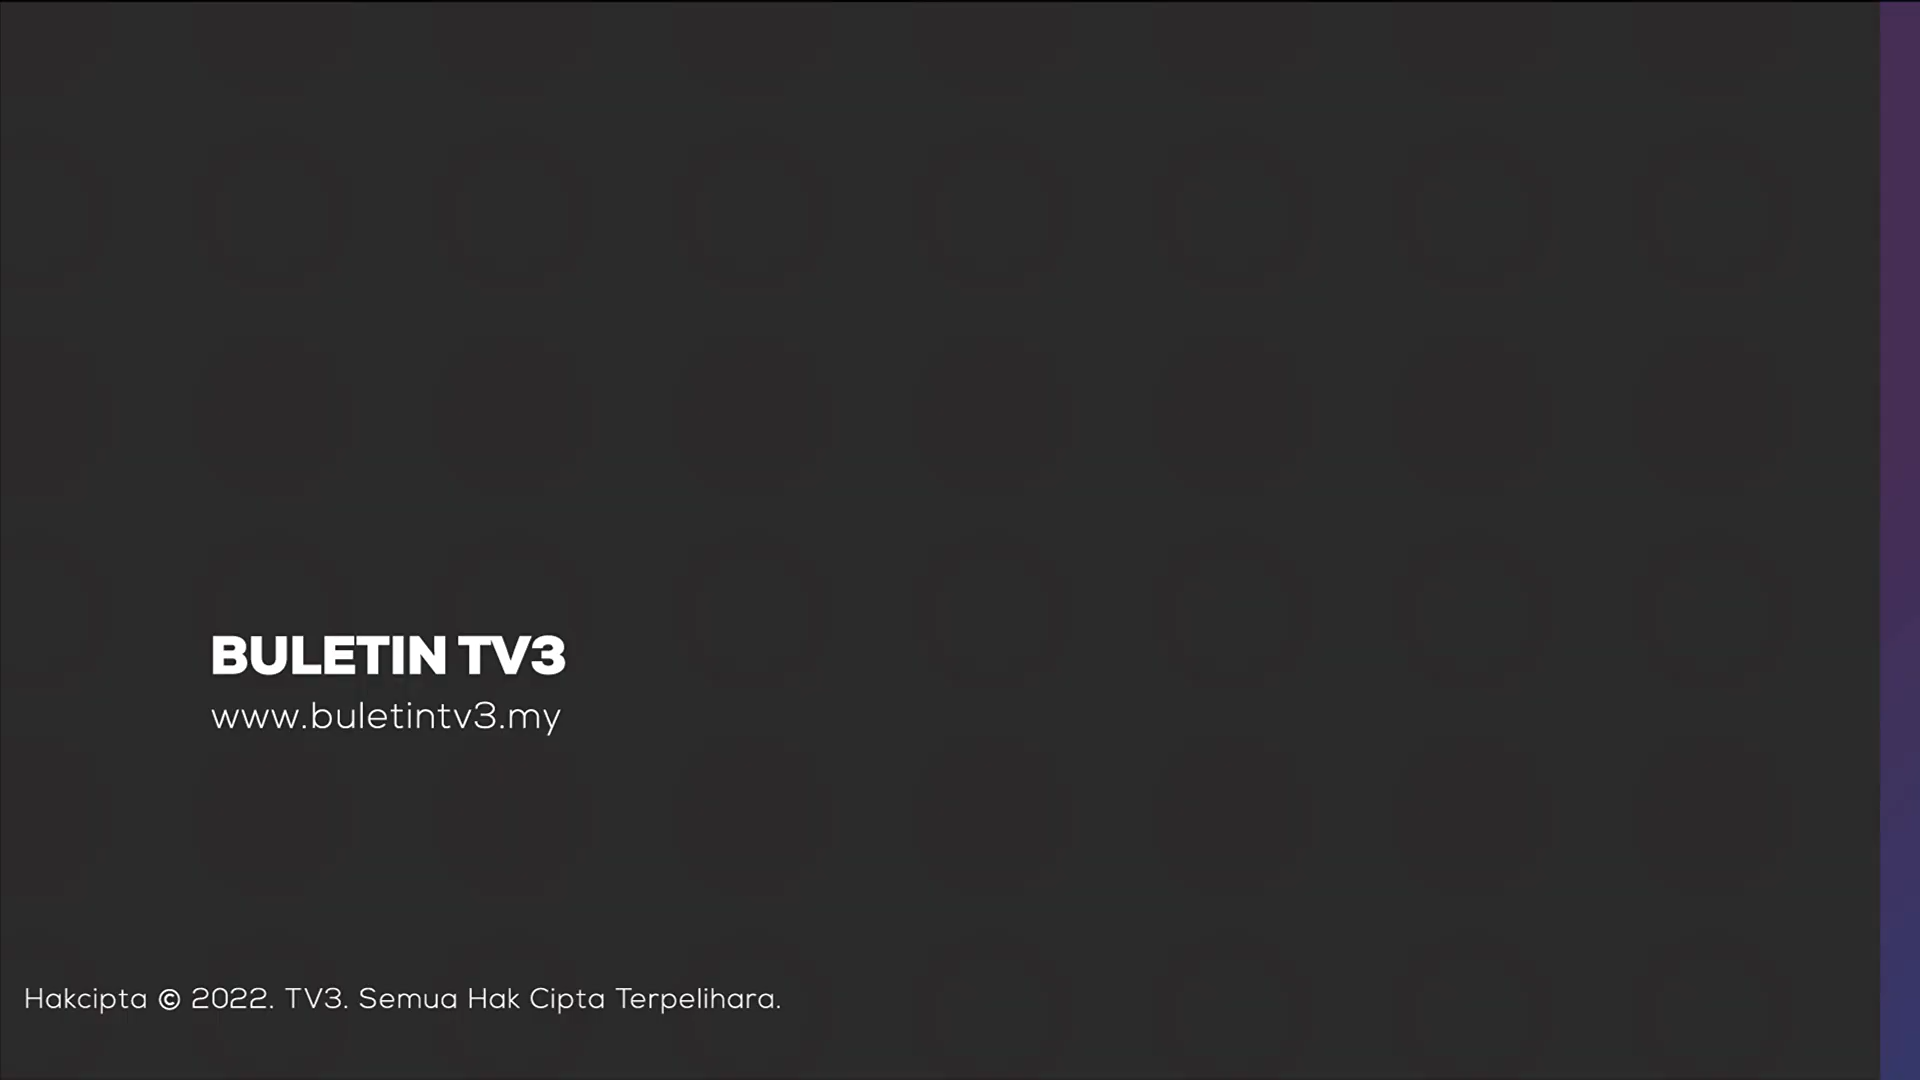 BULETIN TV3
www.buletintv3.my
Hakcipta © 2022. TV3. Semua Hak Cipta Terpelihara.